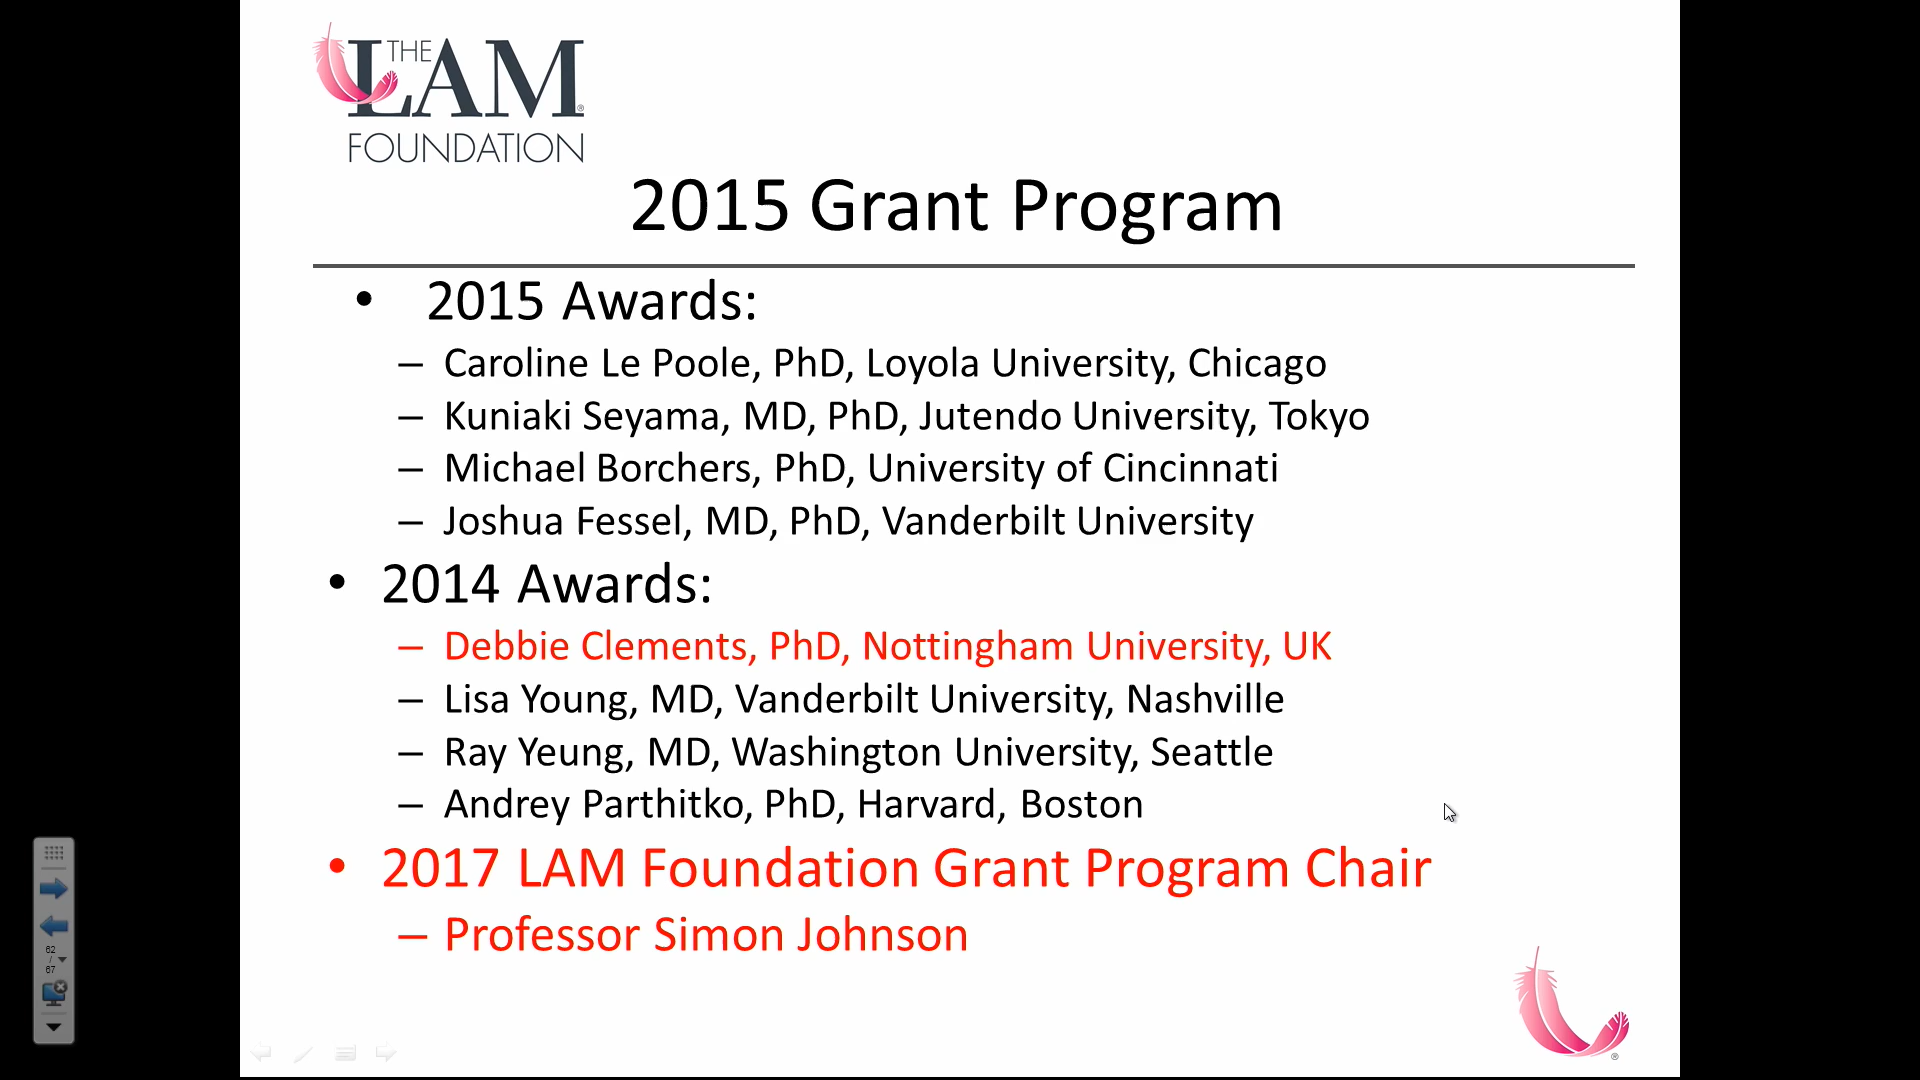 THE
LAM
FOUNDATION
2015 Grant Program
• 2015 Awards:
– Caroline Le Poole, PhD, Loyola University, Chicago
– Kuniaki Seyama, MD, PhD, Jutendo University, Tokyo
– Michael Borchers, PhD, University of Cincinnati
– Joshua Fessel, MD, PhD, Vanderbilt University
• 2014 Awards:
– Debbie Clements, PhD, Nottingham University, UK
– Lisa Young, MD, Vanderbilt University, Nashville
– Ray Yeung, MD, Washington University, Seattle
– Andrey Parthitko, PhD, Harvard, Boston
• 2017 LAM Foundation Grant Program Chair
– Professor Simon Johnson
62
/
67